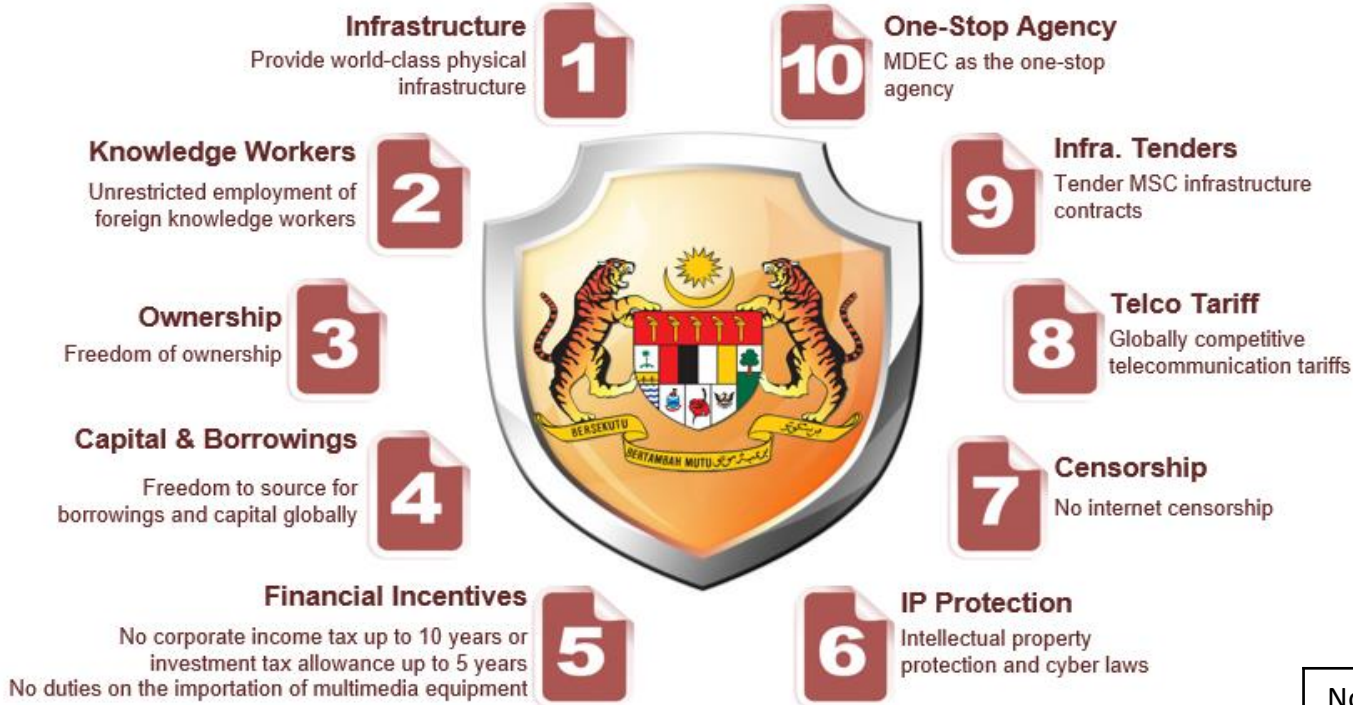 1
Infrastructure
Provide world-class physical
infrastructure
2
Knowledge Workers
Unrestricted employment of
foreign knowledge workers
3
Ownership
Freedom of ownership
4
Capital & Borrowings
Freedom to source for
borrowings and capital globally
5
Financial Incentives
No corporate income tax up to 10 years or
investment tax allowance up to 5 years
No duties on the importation of multimedia equipment
6
IP Protection
Intellectual property
protection and cyber laws
7
Censorship
No internet censorship
8
Telco Tariff
Globally competitive
telecommunication tariffs
9
Infra. Tenders
Tender MSC infrastructure
contracts
10
One-Stop Agency
MDEC as the one-stop
agency
BERSEKUTU
BERTAMBAH MUTU